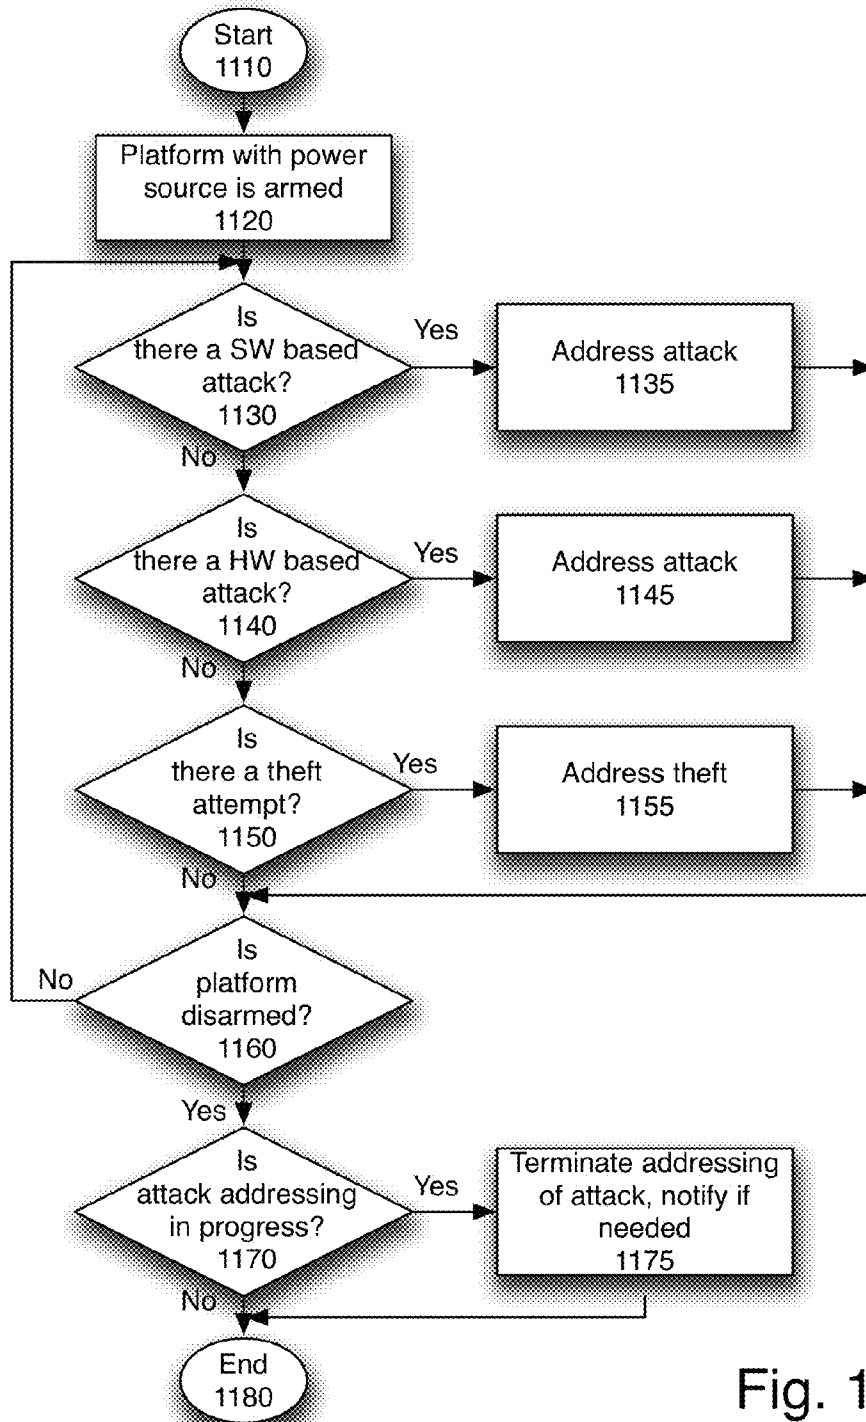 Start
1110
Platform with power
source is armed
1120
Is
there a SW based
attack?
1130
Yes
Address attack
1135
No
Is
there a HW based
attack?
1140
Yes
Address attack
1145
No
Is
there a theft
attempt?
1150
Yes
Address theft
1155
No
Is
platform
disarmed?
1160
No
Yes
Is
attack addressing
in progress?
1170
Yes
Terminate addressing
of attack, notify if
needed
1175
No
End
1180
Fig. 1